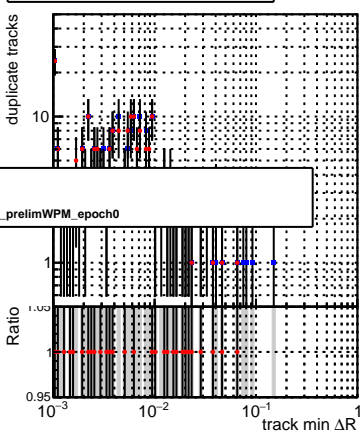 duplicate tracks
10
_prelimWPM_epoch0
1
1.05
Ratio
1
0.95
10⁻³ 10⁻² 10⁻¹ 1
track min ΔR